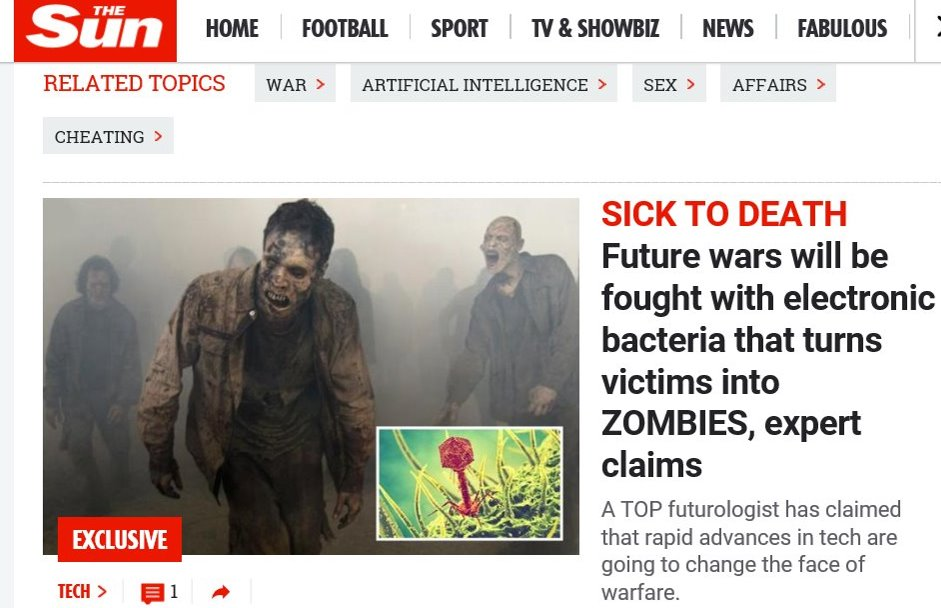 THE
Sun
HOME FOOTBALL SPORT TV & SHOWBIZ NEWS FABULOUS
RELATED TOPICS WAR > ARTIFICIAL INTELLIGENCE > SEX > AFFAIRS >
CHEATING >
SICK TO DEATH
Future wars will be
fought with electronic
bacteria that turns
victims into
ZOMBIES, expert
claims
A TOP futurologist has claimed
that rapid advances in tech are
going to change the face of
warfare.
EXCLUSIVE
TECH > 1